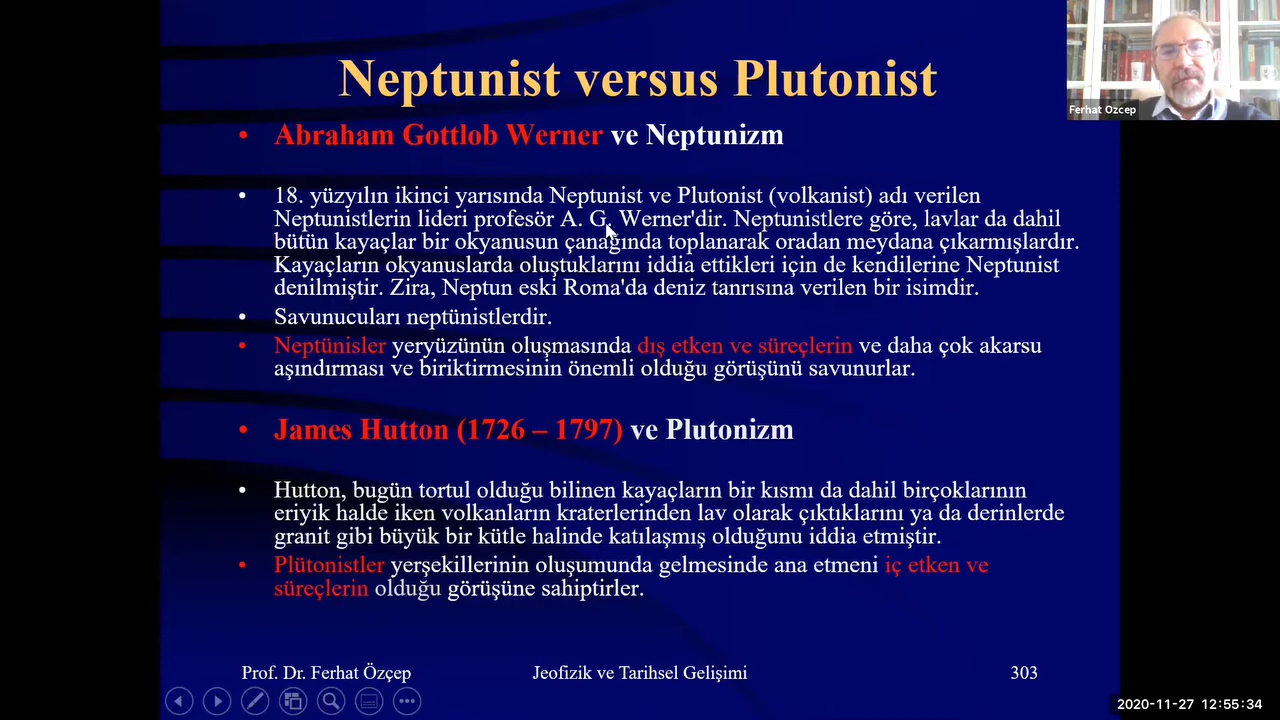 Neptunist versus Plutonist
Ferhat Ozcep
• Abraham Gottlob Werner ve Neptunizm
• 18. yüzyılın ikinci yarısında Neptunist ve Plutonist (volkanist) adı verilen
Neptunistlerin lideri profesör A. G. Werner'dir. Neptunistlere göre, lavlar da dahil
bütün kayaçlar bir okyanusun çanağında toplanarak oradan meydana çıkarmışlardır.
Kayaçların okyanuslarda oluştuklarını iddia ettikleri için de kendilerine Neptunist
denilmiştir. Zira, Neptun eski Roma'da deniz tanrısına verilen bir isimdir.
• Savunucuları neptünistlerdir.
• Neptünisler yeryüzünün oluşmasında dış etken ve süreçlerin ve daha çok akarsu
aşındırması ve biriktirmesinin önemli olduğu görüşünü savunurlar.
• James Hutton (1726 – 1797) ve Plutonizm
• Hutton, bugün tortul olduğu bilinen kayaçların bir kısmı da dahil birçoklarının
eriyik halde iken volkanların kraterlerinden lav olarak çıktıklarını ya da derinlerde
granit gibi büyük bir kütle halinde katılaşmış olduğunu iddia etmiştir.
• Plütonistler yerşekillerinin oluşumunda gelmesinde ana etmeni iç etken ve
süreçlerin olduğu görüşüne sahiptirler.
Prof. Dr. Ferhat Özçep
Jeofizik ve Tarihsel Gelişimi
303
2020-11-27 12:55:34